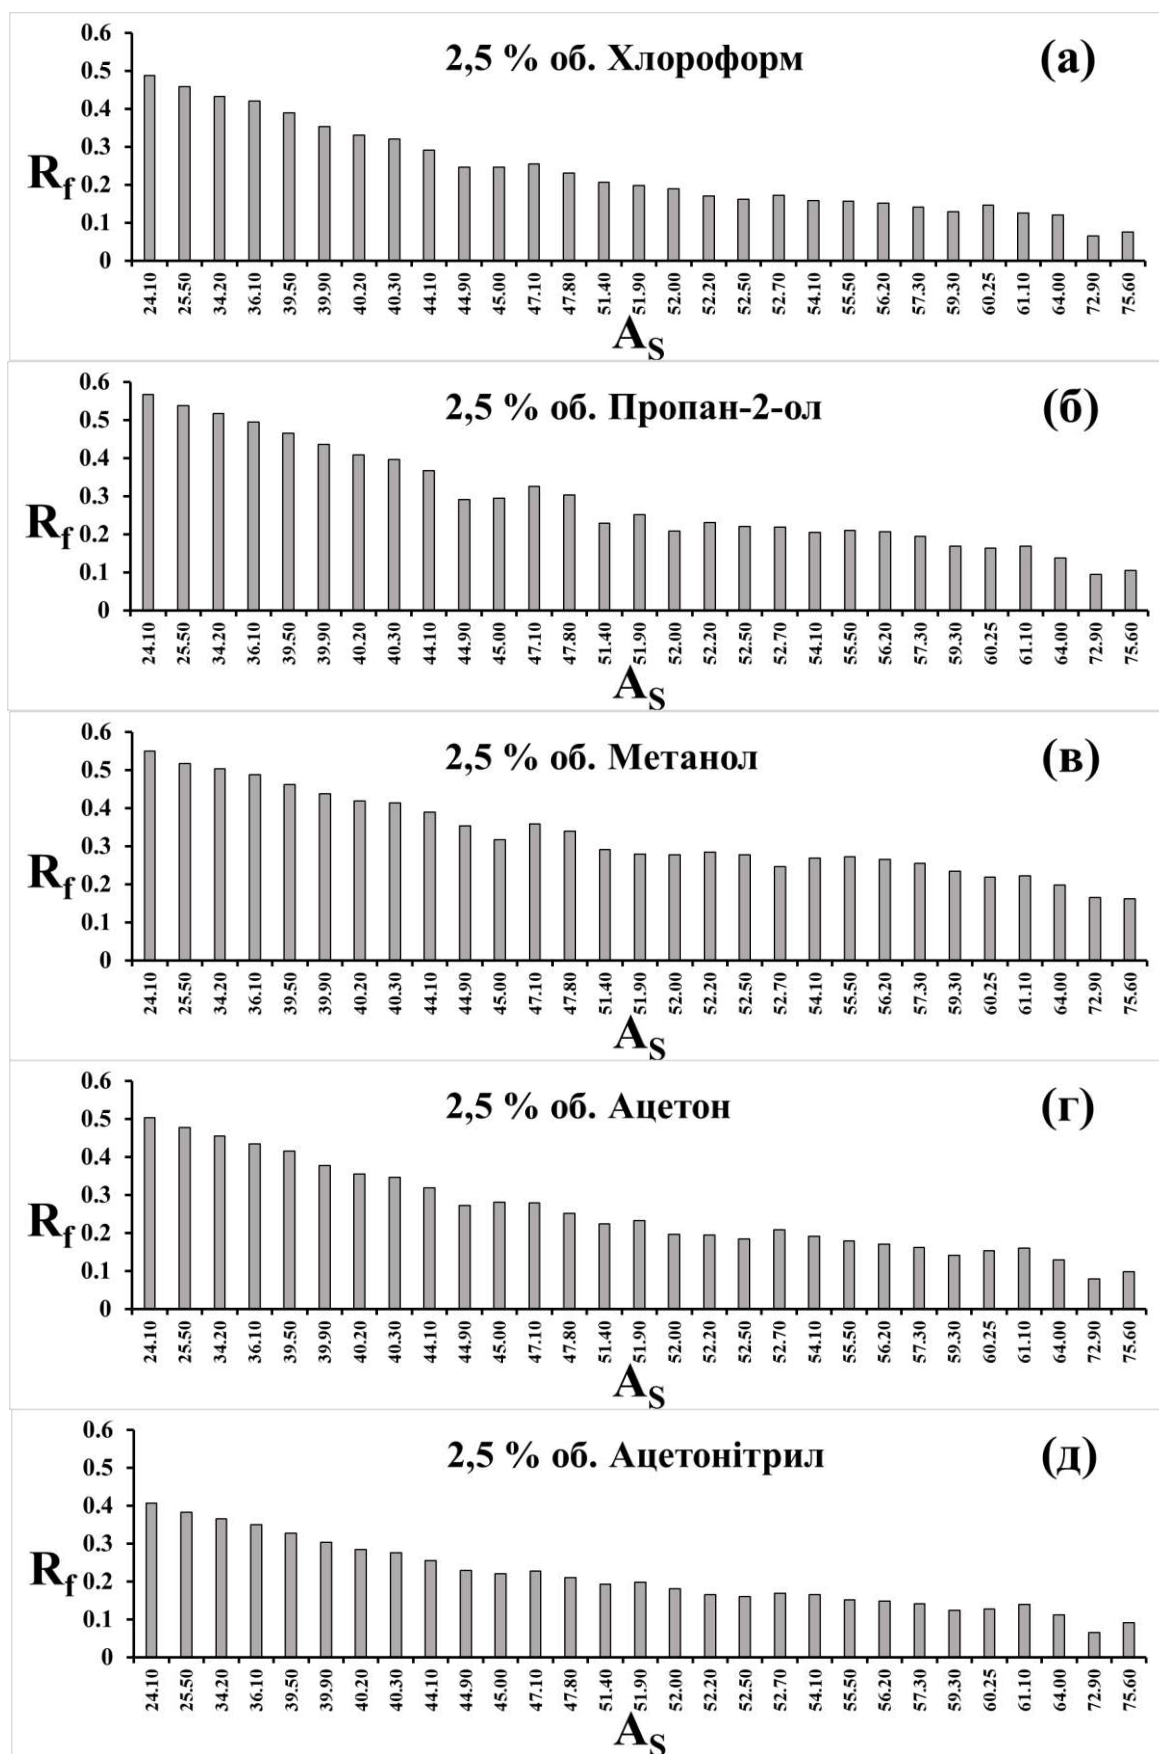 2,5 % об. Хлороформ
(а)
0.6
0.5
0.4
0.3
0.2
0.1
0
Rf
24.10 25.50 34.20 36.10 39.50 39.90 40.20 40.30 44.10 44.90 45.00 47.10 47.80 51.40 51.90 52.00 52.20 52.50 52.70 54.10 55.50 56.20 57.30 59.30 60.25 61.10 64.00 72.90 75.60
AS
2,5 % об. Пропан-2-ол
(б)
0.6
0.5
0.4
0.3
0.2
0.1
0
Rf
24.10 25.50 34.20 36.10 39.50 39.90 40.20 40.30 44.10 44.90 45.00 47.10 47.80 51.40 51.90 52.00 52.20 52.50 52.70 54.10 55.50 56.20 57.30 59.30 60.25 61.10 64.00 72.90 75.60
AS
2,5 % об. Метанол
(в)
0.6
0.5
0.4
0.3
0.2
0.1
0
Rf
24.10 25.50 34.20 36.10 39.50 39.90 40.20 40.30 44.10 44.90 45.00 47.10 47.80 51.40 51.90 52.00 52.20 52.50 52.70 54.10 55.50 56.20 57.30 59.30 60.25 61.10 64.00 72.90 75.60
AS
2,5 % об. Ацетон
(г)
0.6
0.5
0.4
0.3
0.2
0.1
0
Rf
24.10 25.50 34.20 36.10 39.50 39.90 40.20 40.30 44.10 44.90 45.00 47.10 47.80 51.40 51.90 52.00 52.20 52.50 52.70 54.10 55.50 56.20 57.30 59.30 60.25 61.10 64.00 72.90 75.60
AS
2,5 % об. Ацетонітрил
(д)
0.6
0.5
0.4
0.3
0.2
0.1
0
Rf
24.10 25.50 34.20 36.10 39.50 39.90 40.20 40.30 44.10 44.90 45.00 47.10 47.80 51.40 51.90 52.00 52.20 52.50 52.70 54.10 55.50 56.20 57.30 59.30 60.25 61.10 64.00 72.90 75.60
AS